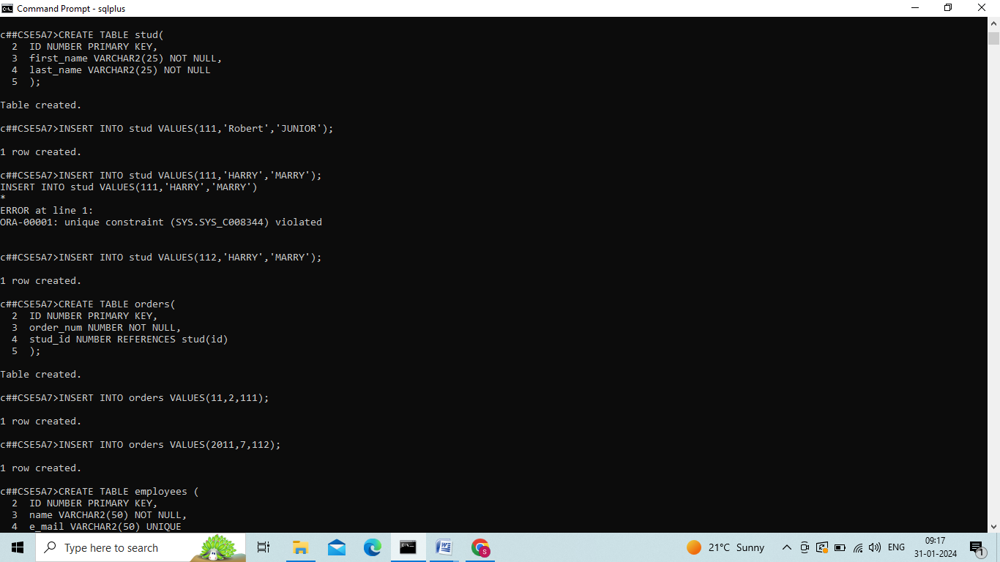 Command Prompt - sqlplus
c##CSE5A7>CREATE TABLE stud(
  2  ID NUMBER PRIMARY KEY,
  3  first_name VARCHAR2(25) NOT NULL,
  4  last_name VARCHAR2(25) NOT NULL
  5  );
Table created.
c##CSE5A7>INSERT INTO stud VALUES(111,'Robert','JUNIOR');
1 row created.
c##CSE5A7>INSERT INTO stud VALUES(111,'HARRY','MARRY');
INSERT INTO stud VALUES(111,'HARRY','MARRY')
*
ERROR at line 1:
ORA-00001: unique constraint (SYS.SYS_C008344) violated
c##CSE5A7>INSERT INTO stud VALUES(112,'HARRY','MARRY');
1 row created.
c##CSE5A7>CREATE TABLE orders(
  2  ID NUMBER PRIMARY KEY,
  3  order_num NUMBER NOT NULL,
  4  stud_id NUMBER REFERENCES stud(id)
  5  );
Table created.
c##CSE5A7>INSERT INTO orders VALUES(11,2,111);
1 row created.
c##CSE5A7>INSERT INTO orders VALUES(2011,7,112);
1 row created.
c##CSE5A7>CREATE TABLE employees (
  2  ID NUMBER PRIMARY KEY,
  3  name VARCHAR2(50) NOT NULL,
  4  e_mail VARCHAR2(50) UNIQUE
Type here to search
21°C Sunny
ENG
09:17
31-01-2024
1